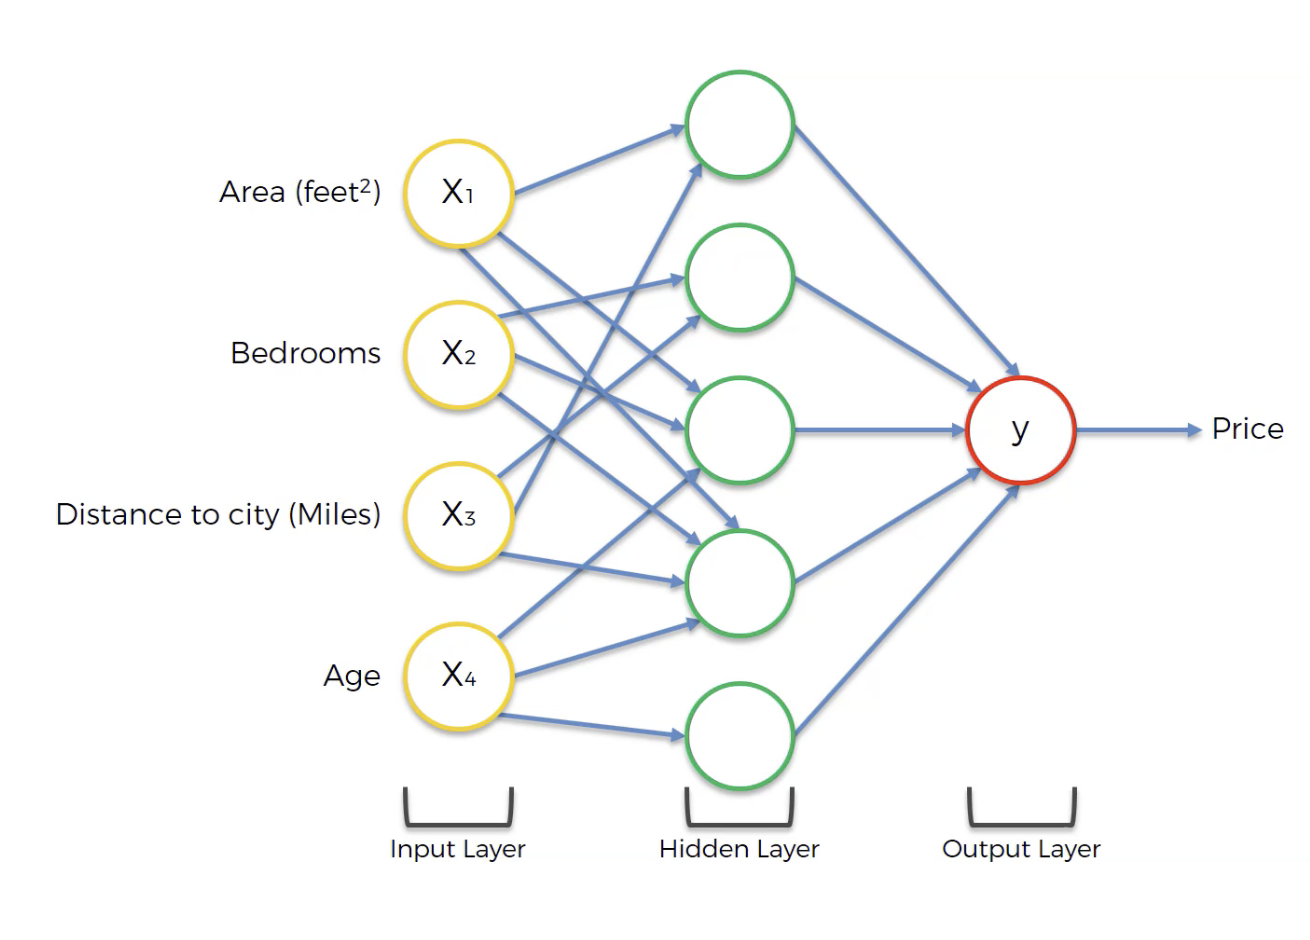 Area (feet²)
X₁
Bedrooms
X₂
Distance to city (Miles)
X₃
Age
X₄
y
Price
Input Layer
Hidden Layer
Output Layer